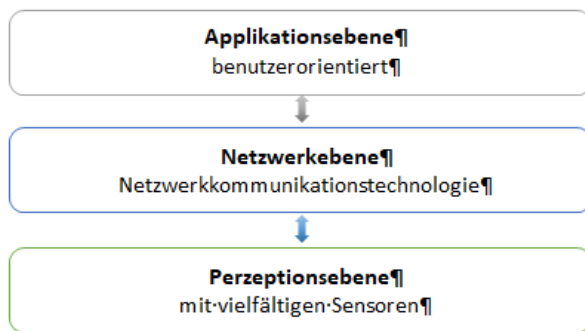 Applikationsebene¶
benutzerorientiert¶
Netzwerkebene¶
Netzwerkkommunikationstechnologie¶
Perzeptionsebene¶
mit·vielfältigen·Sensoren¶